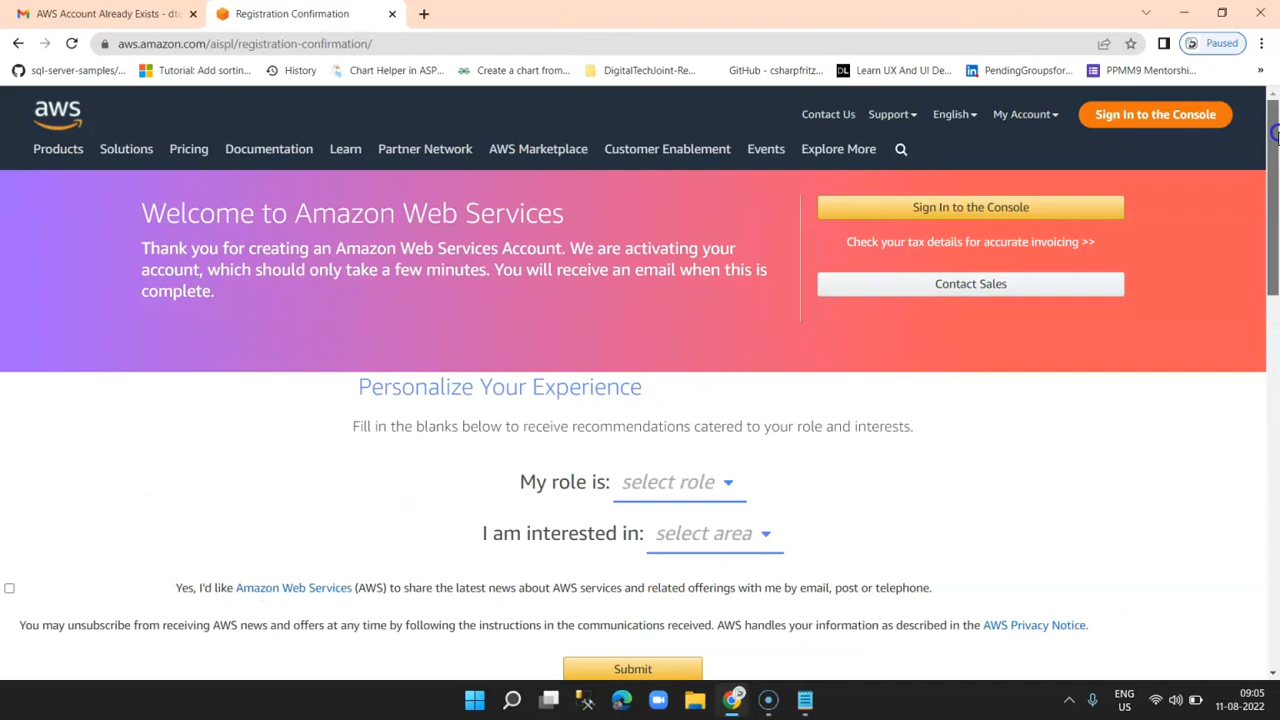 AWS Account Already Exists - dte
Registration Confirmation
aws.amazon.com/aispl/registration-confirmation/
Paused
sql-server-samples/...
Tutorial: Add sortin...
History
Chart Helper in ASP...
Create a chart from...
DigitalTechJoint-Re...
GitHub - csharpfritz...
Learn UX And UI De...
PendingGroupsfor...
PPMM9 Mentorshi...
»
aws
Contact Us
Support
English
My Account
Sign In to the Console
Products
Solutions
Pricing
Documentation
Learn
Partner Network
AWS Marketplace
Customer Enablement
Events
Explore More
Welcome to Amazon Web Services
Thank you for creating an Amazon Web Services Account. We are activating your
account, which should only take a few minutes. You will receive an email when this is
complete.
Sign In to the Console
Check your tax details for accurate invoicing >>
Contact Sales
Personalize Your Experience
Fill in the blanks below to receive recommendations catered to your role and interests.
My role is: select role
I am interested in: select area
Yes, I'd like Amazon Web Services (AWS) to share the latest news about AWS services and related offerings with me by email, post or telephone.
You may unsubscribe from receiving AWS news and offers at any time by following the instructions in the communications received. AWS handles your information as described in the AWS Privacy Notice.
Submit
ENG
US
09:05
11-08-2022